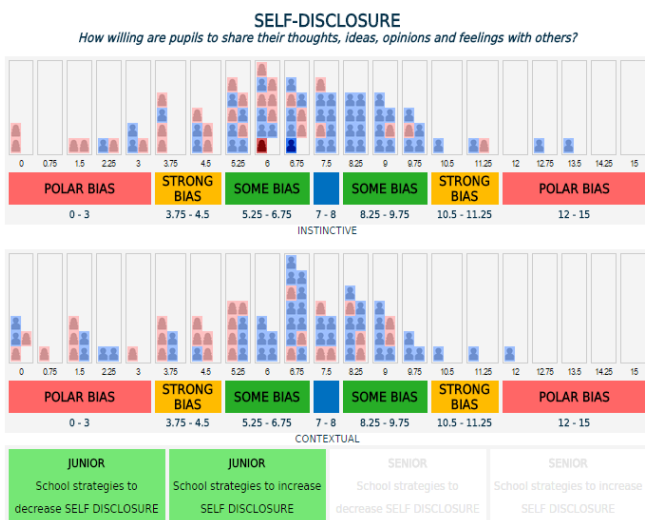 SELF-DISCLOSURE
How willing are pupils to share their thoughts, ideas, opinions and feelings with others?
0 0.75 1.5 2.25 3 3.75 4.5 5.25 6 6.75 7.5 8.25 9 9.75 10.5 11.25 12 12.75 13.5 14.25 15
POLAR BIAS STRONG BIAS SOME BIAS SOME BIAS STRONG BIAS POLAR BIAS
0 - 3 3.75 - 4.5 5.25 - 6.75 7 - 8 8.25 - 9.75 10.5 - 11.25 12 - 15
INSTINCTIVE
0 0.75 1.5 2.25 3 3.75 4.5 5.25 6 6.75 7.5 8.25 9 9.75 10.5 11.25 12 12.75 13.5 14.25 15
POLAR BIAS STRONG BIAS SOME BIAS SOME BIAS STRONG BIAS POLAR BIAS
0 - 3 3.75 - 4.5 5.25 - 6.75 7 - 8 8.25 - 9.75 10.5 - 11.25 12 - 15
CONTEXTUAL
JUNIOR
School strategies to
decrease SELF DISCLOSURE
JUNIOR
School strategies to increase
SELF DISCLOSURE
SENIOR
School strategies to
decrease SELF DISCLOSURE
SENIOR
School strategies to increase
SELF DISCLOSURE